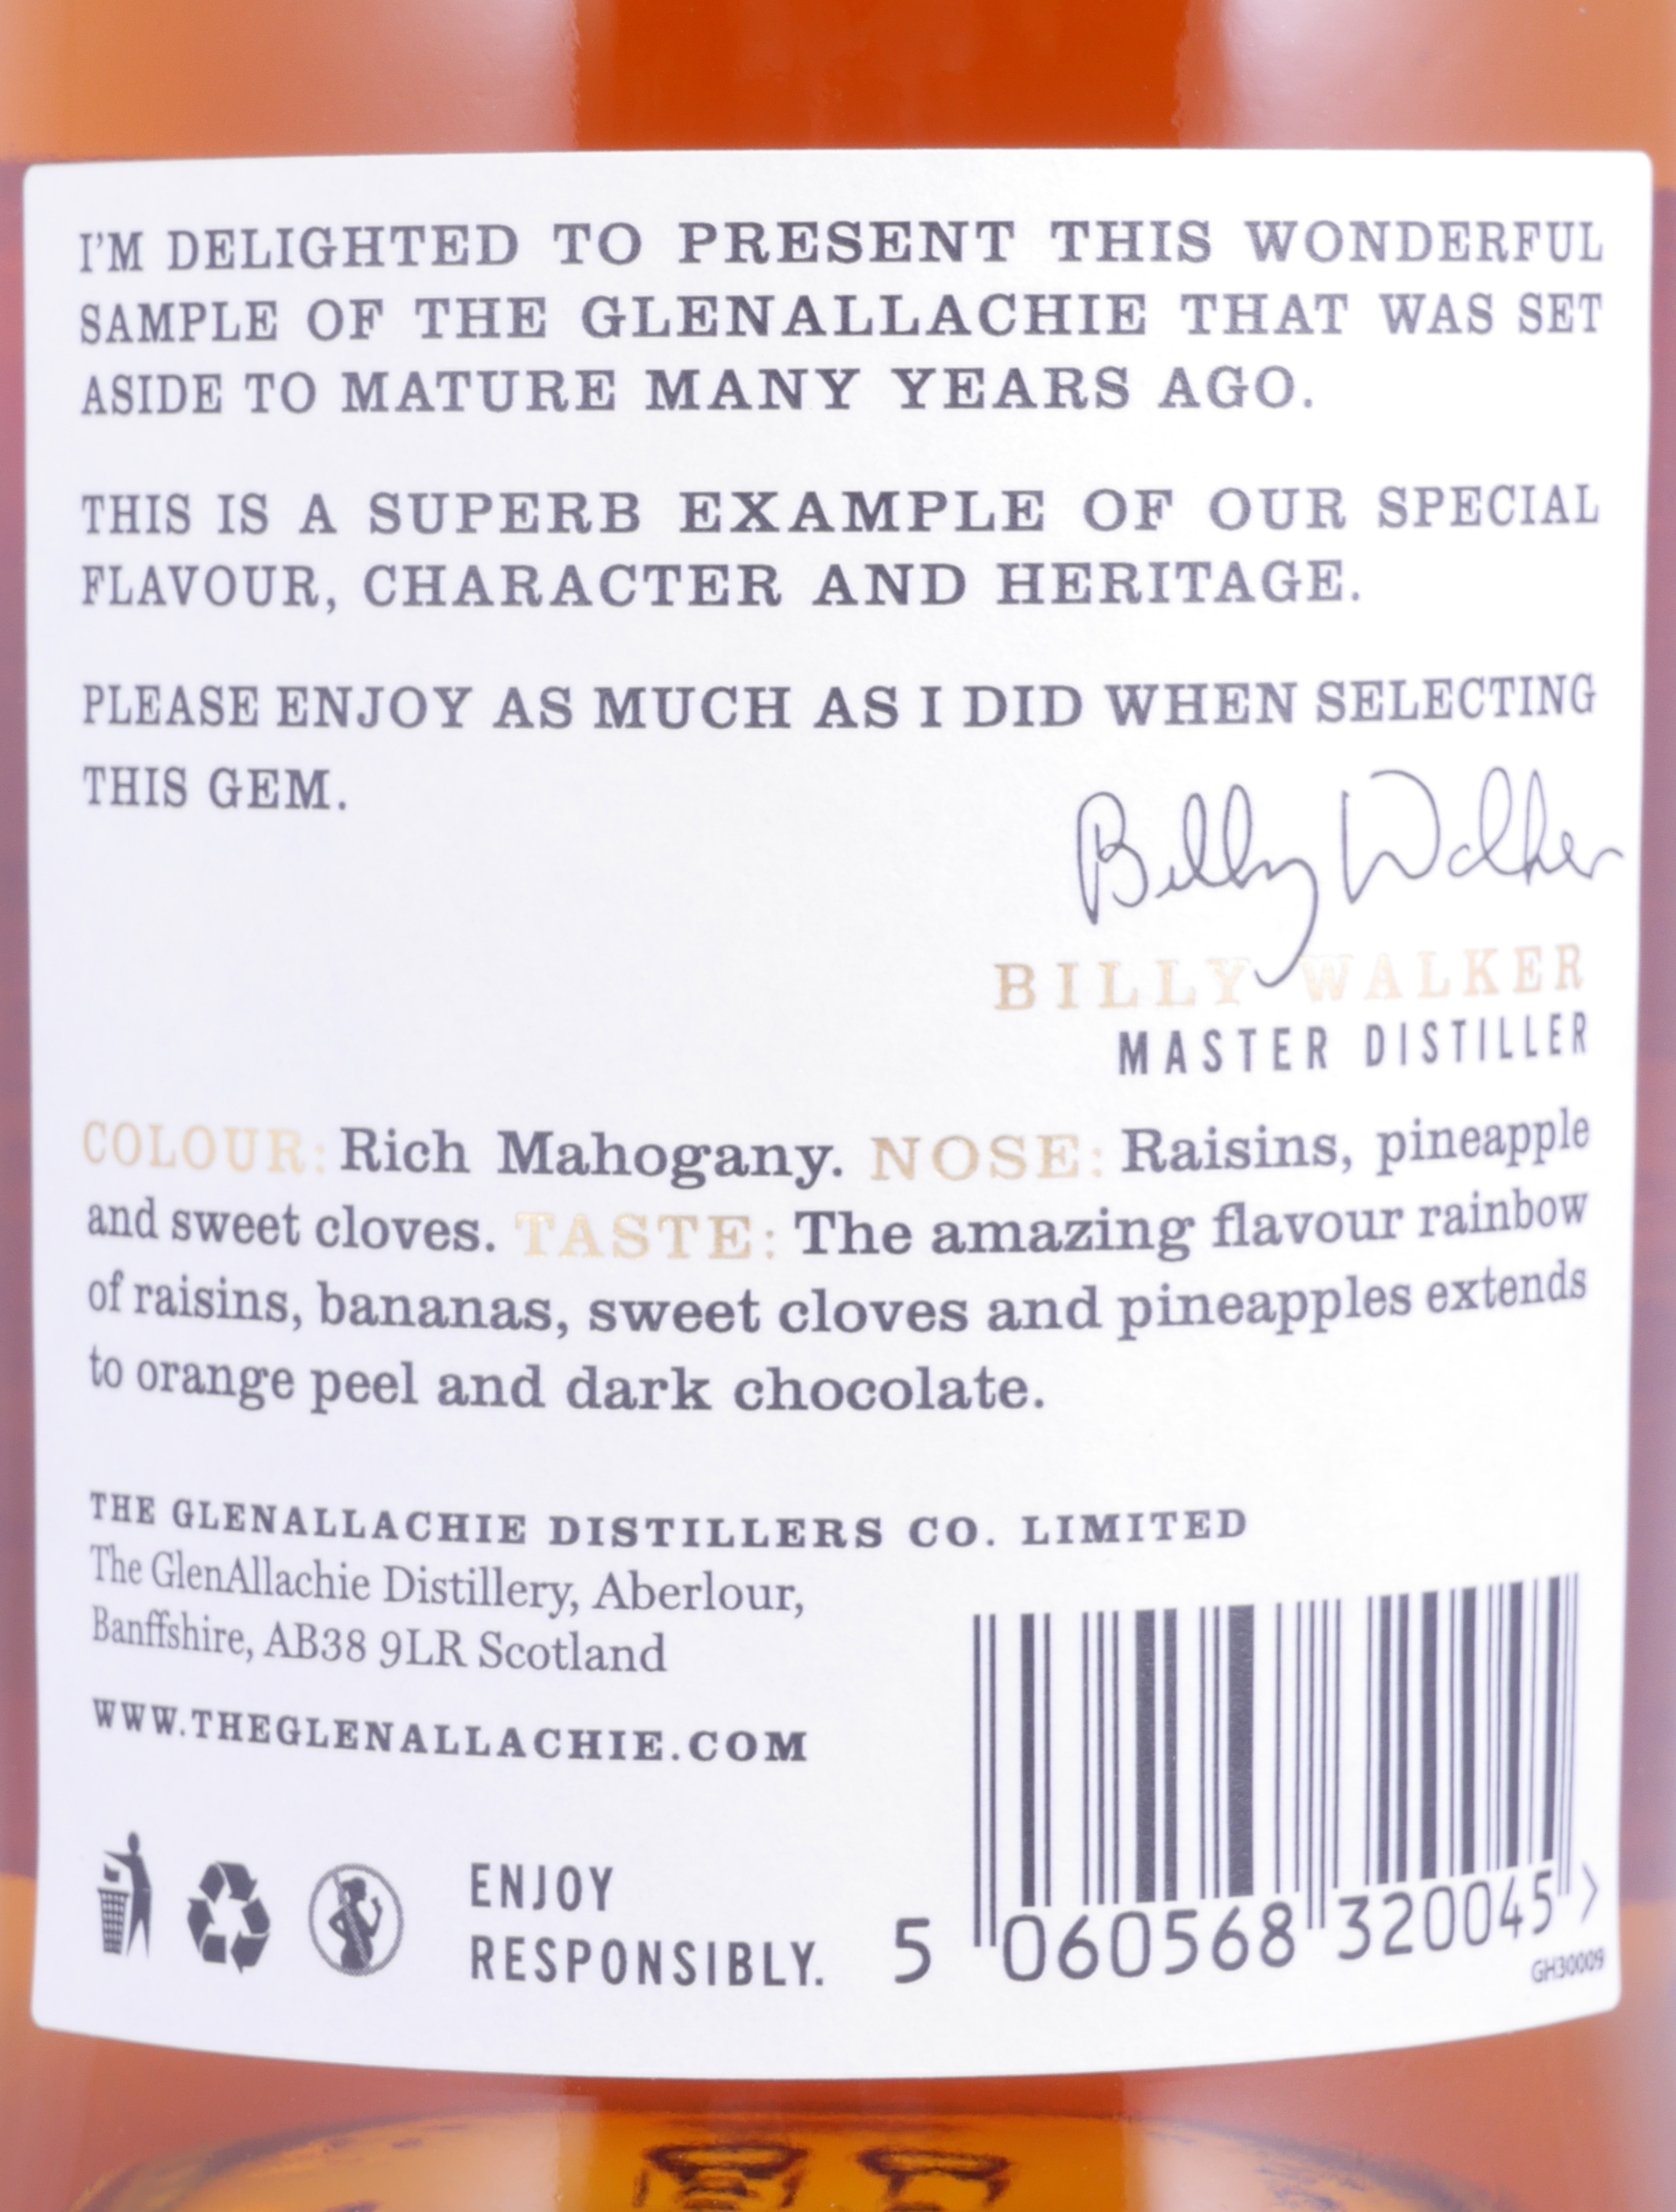 I'M DELIGHTED TO PRESENT THIS WONDERFUL
SAMPLE OF THE GLENALLACHIE THAT WAS SET
ASIDE TO MATURE MANY YEARS AGO.
THIS IS A SUPERB EXAMPLE OF OUR SPECIAL
FLAVOUR, CHARACTER AND HERITAGE.
PLEASE ENJOY AS MUCH AS I DID WHEN SELECTING
THIS GEM.
Billy Walker
BILLY WALKER
MASTER DISTILLER
COLOUR: Rich Mahogany. NOSE: Raisins, pineapple
and sweet cloves. TASTE: The amazing flavour rainbow
of raisins, bananas, sweet cloves and pineapples extends
to orange peel and dark chocolate.
THE GLENALLACHIE DISTILLERS CO. LIMITED
The GlenAllachie Distillery, Aberlour,
Banffshire, AB38 9LR Scotland
WWW.THEGLENALLACHIE.COM
ENJOY
RESPONSIBLY.
5 060568 320045 >
GH30009